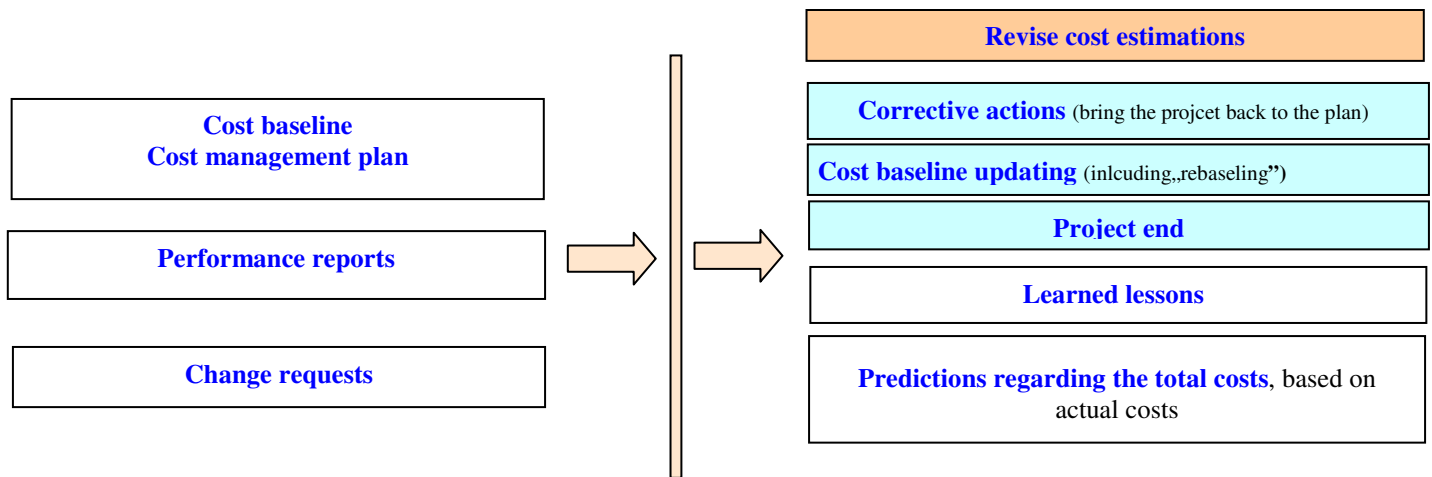 Cost baseline
Cost management plan
Performance reports
Change requests
Revise cost estimations
Corrective actions (bring the projcet back to the plan)
Cost baseline updating (inlcuding„rebaseling”)
Project end
Learned lessons
Predictions regarding the total costs, based on
actual costs